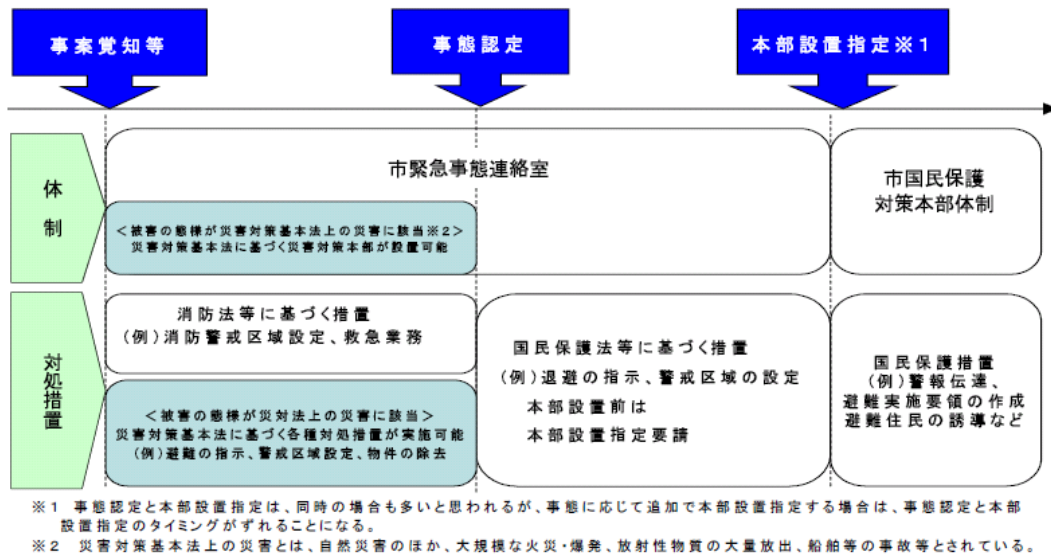 事案覚知等
事態認定
本部設置指定※1
体
制
市緊急事態連絡室
<被害の態様が災害対策基本法上の災害に該当※2>
災害対策基本法に基づく災害対策本部が設置可能
市国民保護
対策本部体制
対処措置
消防法等に基づく措置
(例)消防警戒区域設定、救急業務
<被害の態様が災対法上の災害に該当>
災害対策基本法に基づく各種対処措置が実施可能
(例)避難の指示、警戒区域設定、物件の除去
国民保護法等に基づく措置
(例)退避の指示、警戒区域の設定
本部設置前は
本部設置指定要請
国民保護措置
(例)警報伝達、
避難実施要領の作成
避難住民の誘導など
※1 事態認定と本部設置指定は、同時の場合も多いと思われるが、事態に応じて追加で本部設置指定する場合は、事態認定と本部
設置指定のタイミングがずれることになる。
※2 災害対策基本法上の災害とは、自然災害のほか、大規模な火災・爆発、放射性物質の大量放出、船舶等の事故等とされている。